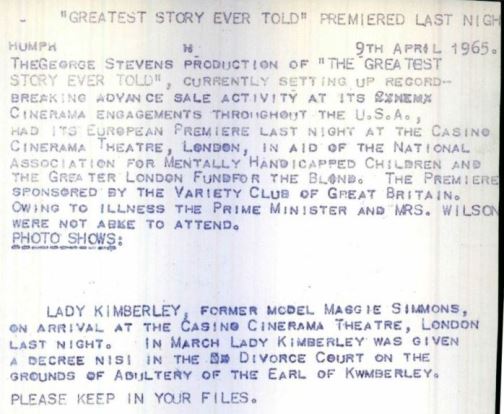 - "GREATEST STORY EVER TOLD" PREMIERED LAST NIGH
HUMPH H. 9TH APRIL 1965.
THEGEORGE STEVENS PRODUCTION OF "THE GREATEST
STORY EVER TOLD", CURRENTLY SETTING UP RECORD-
BREAKING ADVANCE SALE ACTIVITY AT ITS
CINERAMA ENGAGEMENTS THROUGHOUT THE U.S.A.,
HAD ITS EUROPEAN PREMIERE LAST NIGHT AT THE CASINO
CINERAMA THEATRE, LONDON, IN AID OF THE NATIONAL
ASSOCIATION FOR MENTALLY HANDICAPPED CHILDREN AND
THE GREATER LONDON FUNDFOR THE BLOND. THE PREMIERE
SPONSORED BY THE VARIETY CLUB OF GREAT BRITAIN.
OWING TO ILLNESS THE PRIME MINISTER AND MRS. WILSON
WERE NOT ABKE TO ATTEND.
PHOTO SHOWS:
LADY KIMBERLEY, FORMER MODEL MAGGIE SIMMONS,
ON ARRIVAL AT THE CASINO CINERAMA THEATRE, LONDON
LAST NIGHT. IN MARCH LADY KIMBERLEY WAS GIVEN
A DECREE NISI IN THE DIVORCE COURT ON THE
GROUNDS OF ADULTERY OF THE EARL OF KWMBERLEY.
PLEASE KEEP IN YOUR FILES.